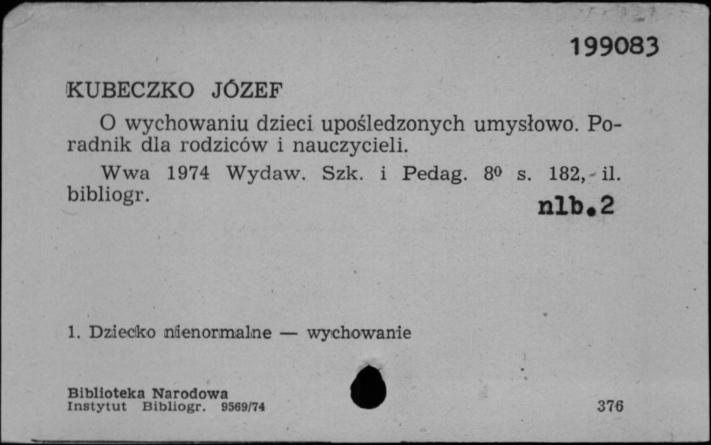 199083
KUBECZKO JÓZEF
O wychowaniu dzieci upośledzonych umysłowo. Po-
radnik dla rodziców i nauczycieli.
Wwa 1974 Wydaw. Szk. i Pedag. 8º s. 182, il.
bibliogr.
nlb.2
1. Dziecko nienormalne — wychowanie
Biblioteka Narodowa
Instytut Bibliogr. 9569/74
376